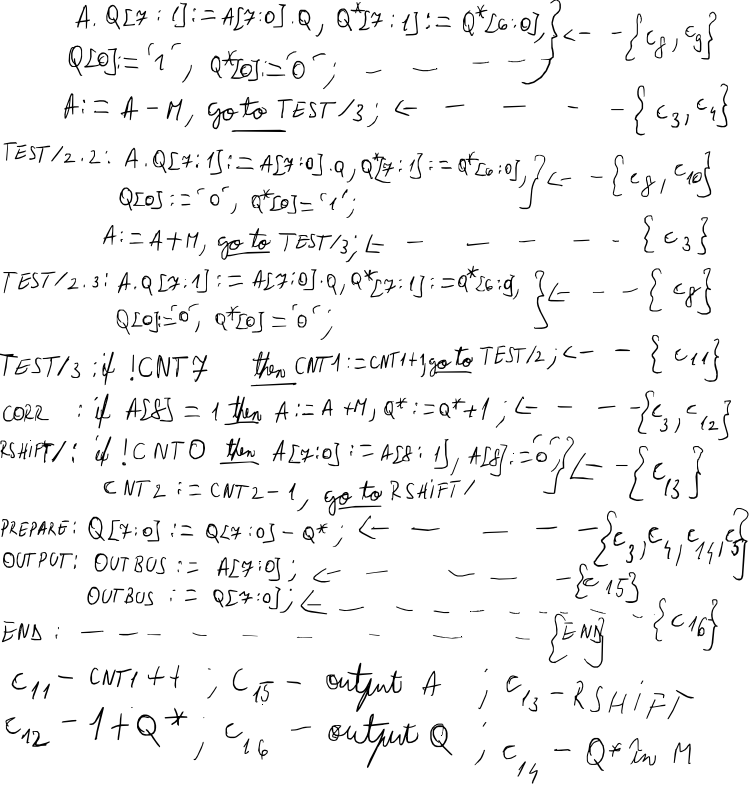 A.Q[7:1]:=A[7:0].Q, Q*[7:1]:=Q*[6:0],} ← - {c8, c9}
Q[0]:='1', Q*[0]:='0'; - - - -
A:= A-M, go to TEST/3; ← - - - - {c3, c4}
TEST/2.2: A.Q[7:1]:=A[7:0].Q, Q*[7:1]:=Q*[6:0],} ← - {c8, c10}
Q[0]:='0', Q*[0]='1';
A:=A+M, go to TEST/3; ← - - - - {c3}
TEST/2.3: A.Q[7:1]:=A[7:0].Q, Q*[7:1]:=Q*[6:0],} ← - - {c8}
Q[0]:='0', Q*[0]='0';
TEST/3: if !CNT7 then CNT1:=CNT1+1; go to TEST/2; ← - - {c11}
CORR : if A[8]=1 then A:=A+M, Q*:=Q*+1; ← - - - {c3, c12}
RSHIFT/: if !CNT0 then A[7:0]:=A[8:1], A[8]:='0',} ← - {c13}
CNT2:=CNT2-1, go to RSHIFT/
PREPARE: Q[7:0]:=Q[7:0]-Q*; ← - - - - {c3, c4, c14, c5}
OUTPUT: OUTBUS:=A[7:0]; ← - - - - {c15}
OUTBUS:=Q[7:0]; ← - - - - - - - {c16}
END: - - - - - - - - {END}
c11 - CNT1++ ; c15 - output A ; c13 - RSHIFT
c12 - 1+Q* ; c16 - output Q ; c14 - Q* in M